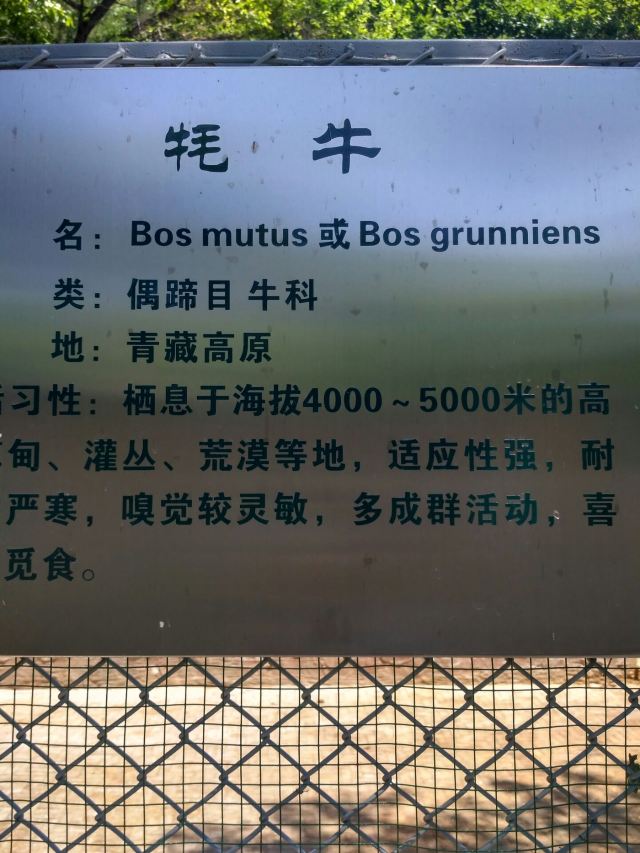 牦牛
名：Bos mutus 或 Bos grunniens
类：偶蹄目 牛科
地：青藏高原
习性：栖息于海拔4000～5000米的高
甸、灌丛、荒漠等地，适应性强，耐
严寒，嗅觉较灵敏，多成群活动，喜
觅食。